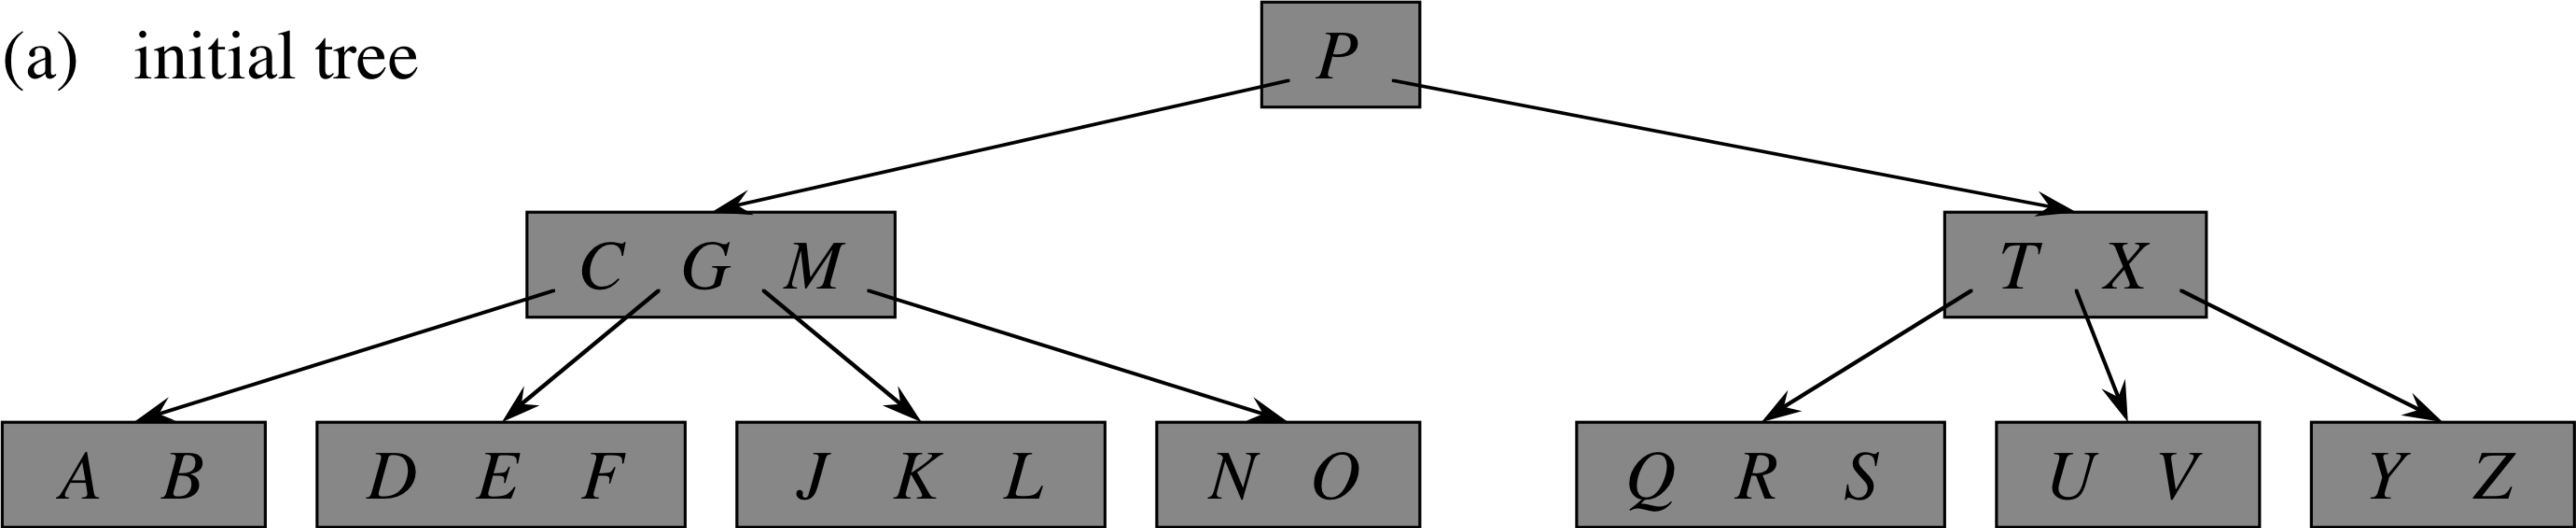 (a) initial tree
P
C G M
T X
A B
D E F
J K L
N O
Q R S
U V
Y Z